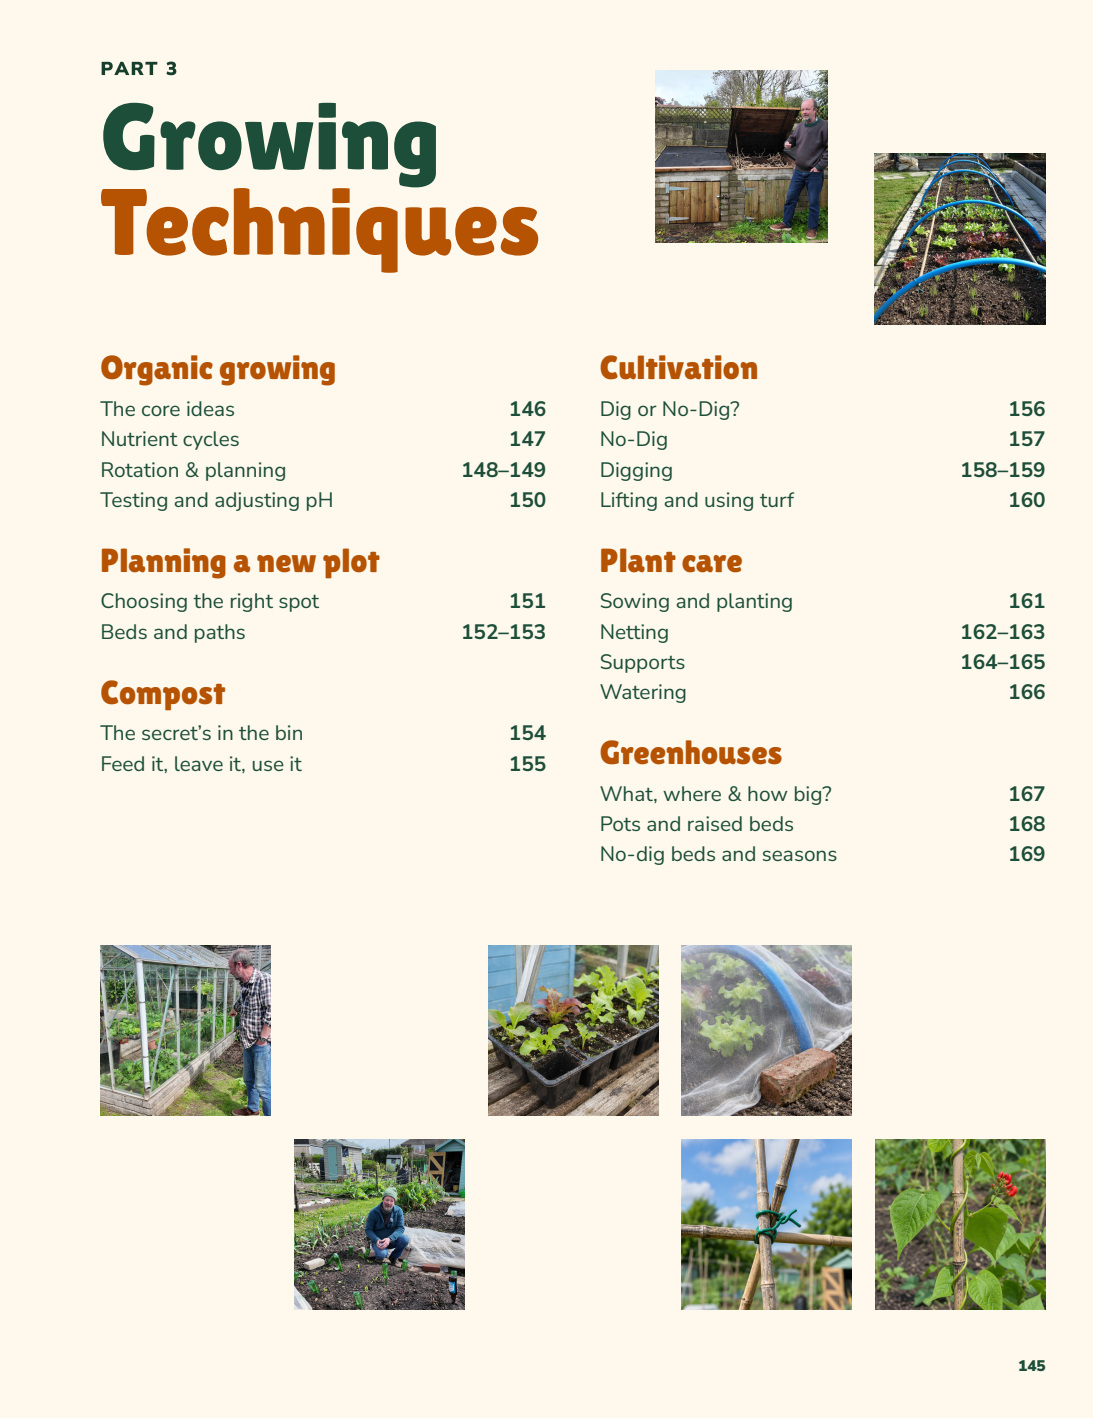 PART 3
Growing
Techniques
Organic growing
The core ideas 146
Nutrient cycles 147
Rotation & planning 148–149
Testing and adjusting pH 150
Planning a new plot
Choosing the right spot 151
Beds and paths 152–153
Compost
The secret’s in the bin 154
Feed it, leave it, use it 155
Cultivation
Dig or No-Dig? 156
No-Dig 157
Digging 158–159
Lifting and using turf 160
Plant care
Sowing and planting 161
Netting 162–163
Supports 164–165
Watering 166
Greenhouses
What, where & how big? 167
Pots and raised beds 168
No-dig beds and seasons 169
145